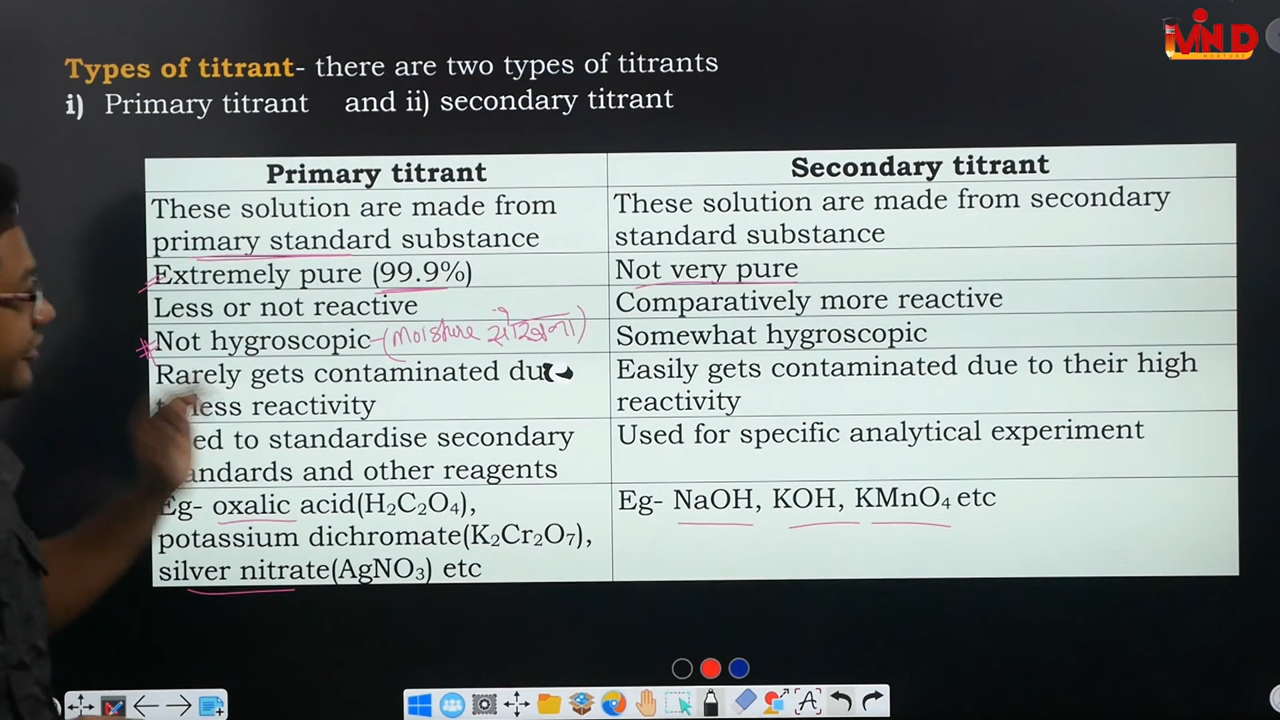 MIND
Types of titrant- there are two types of titrants
i) Primary titrant and ii) secondary titrant
Primary titrant
Secondary titrant
These solution are made from
primary standard substance
These solution are made from secondary
standard substance
Extremely pure (99.9%)
Not very pure
Less or not reactive
Comparatively more reactive
Not hygroscopic-(Moisture
Somewhat hygroscopic
Rarely gets contaminated du
less reactivity
Easily gets contaminated due to their high
reactivity
ed to standardise secondary
andards and other reagents
Used for specific analytical experiment
Eg- oxalic acid(H₂C₂O₄),
potassium dichromate(K₂Cr₂O₇),
silver nitrate(AgNO₃) etc
Eg- NaOH, KOH, KMnO₄ etc